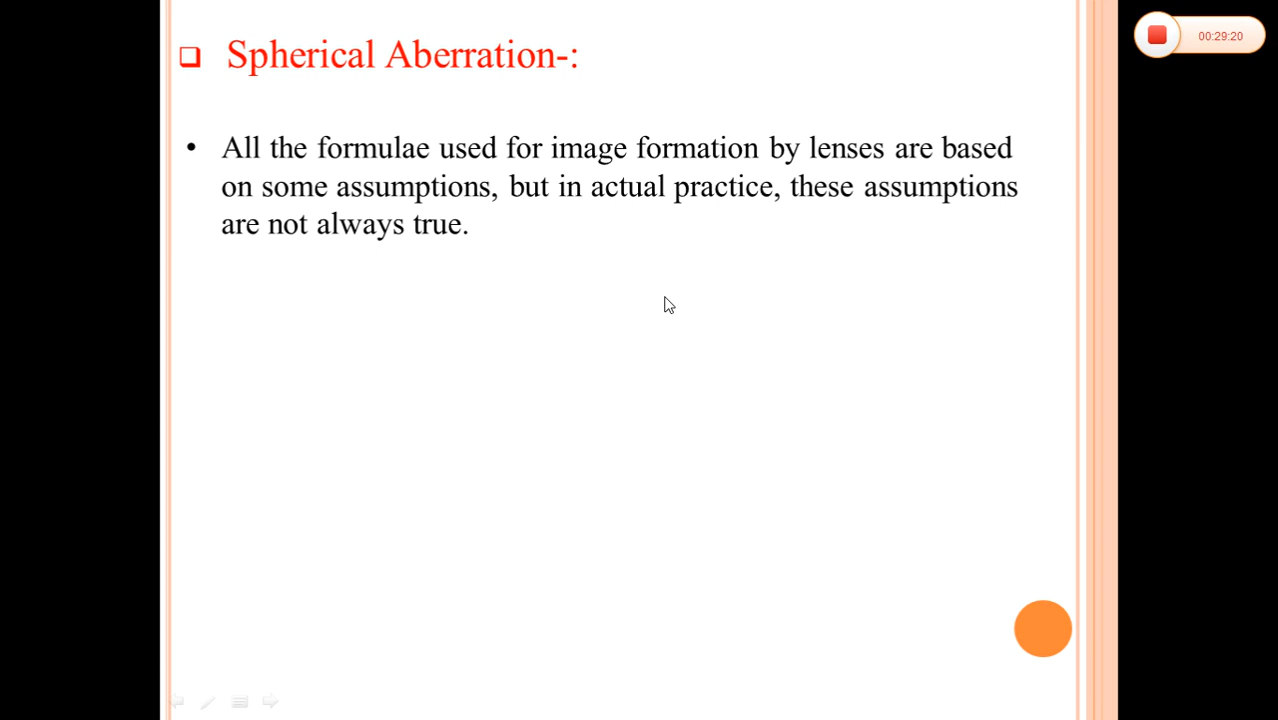 Spherical Aberration-:
00:29:20
• All the formulae used for image formation by lenses are based
on some assumptions, but in actual practice, these assumptions
are not always true.